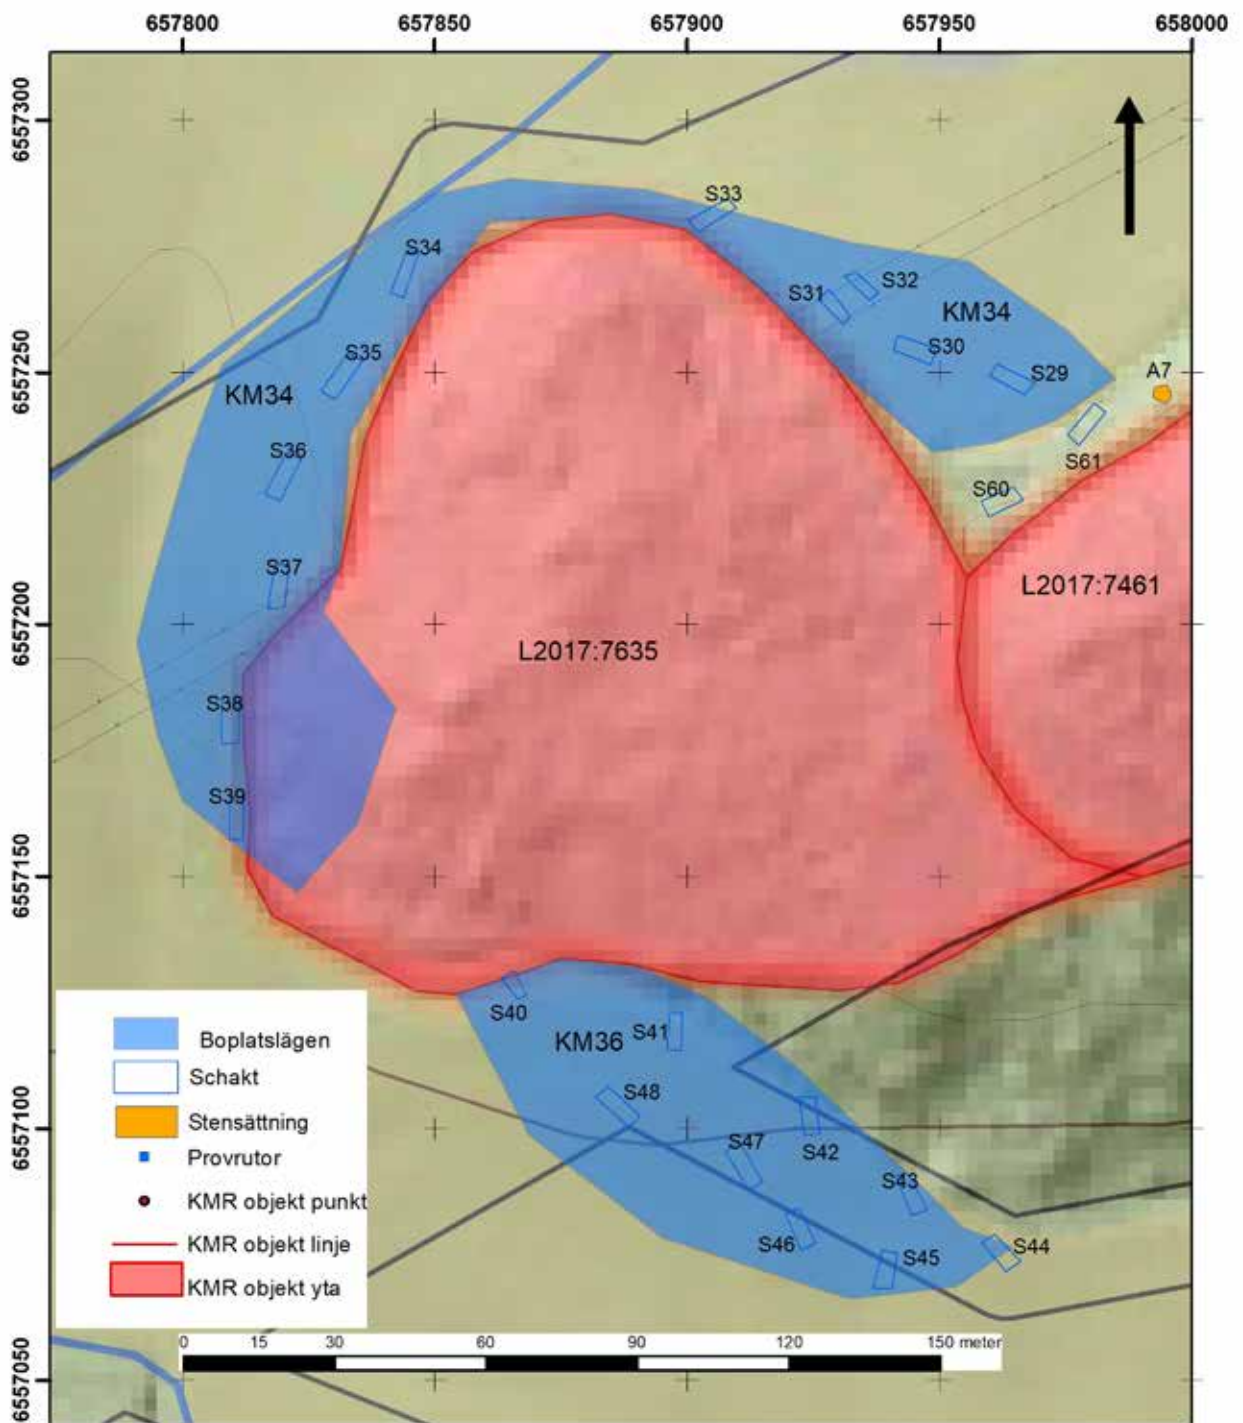 657800 657850 657900 657950 658000
6557300
6557250
6557200
6557150
6557100
6557050
S33
S34
S32
S31
KM34
S30
S35
S29
A7
KM34
S36
S61
S60
S37
L2017:7461
L2017:7635
S38
S39
S40
S41
KM36
S48
S47
S42
S43
S46
S44
S45
Boplatslägen
Schakt
Stensättning
Provrutor
KMR objekt punkt
KMR objekt linje
KMR objekt yta
0 15 30 60 90 120 150 meter